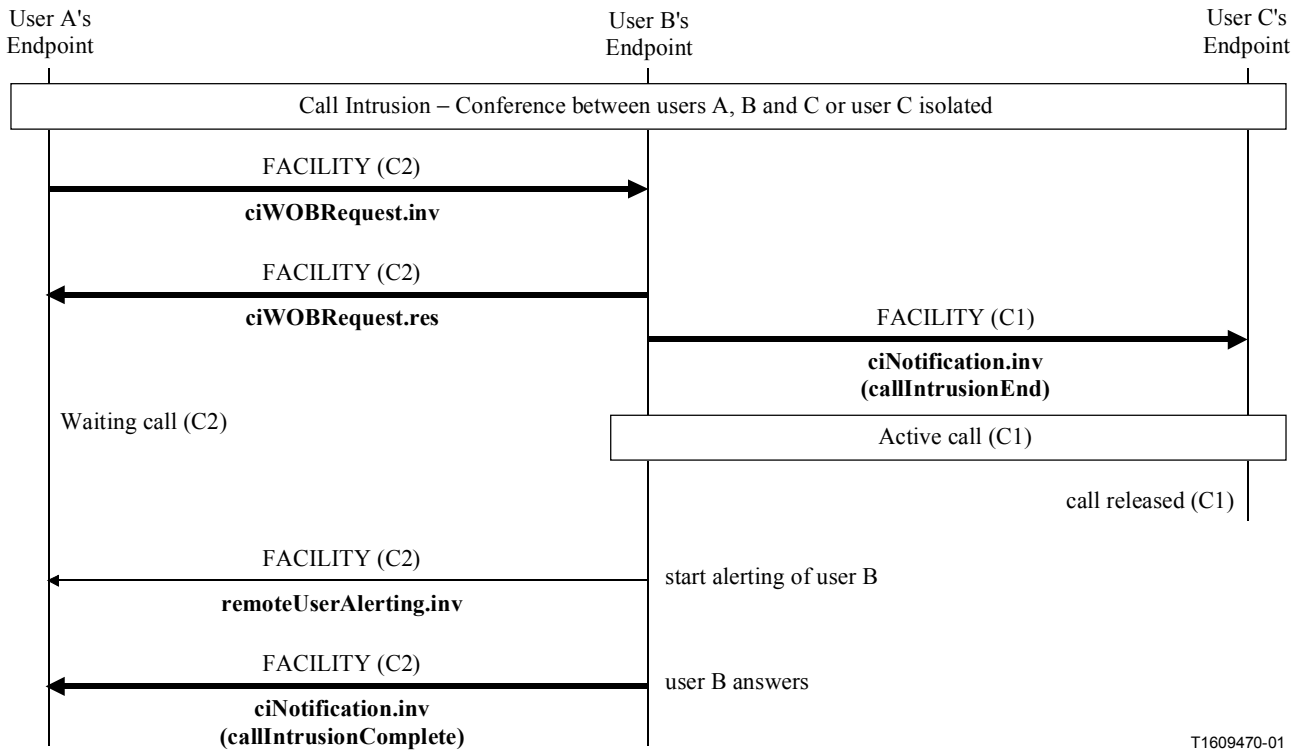 User A's
Endpoint
User B's
Endpoint
User C's
Endpoint
Call Intrusion – Conference between users A, B and C or user C isolated
FACILITY (C2)
ciWOBRequest.inv
FACILITY (C2)
ciWOBRequest.res
FACILITY (C1)
ciNotification.inv
(callIntrusionEnd)
Waiting call (C2)
Active call (C1)
call released (C1)
FACILITY (C2)
remoteUserAlerting.inv
start alerting of user B
FACILITY (C2)
ciNotification.inv
(callIntrusionComplete)
user B answers
T1609470-01